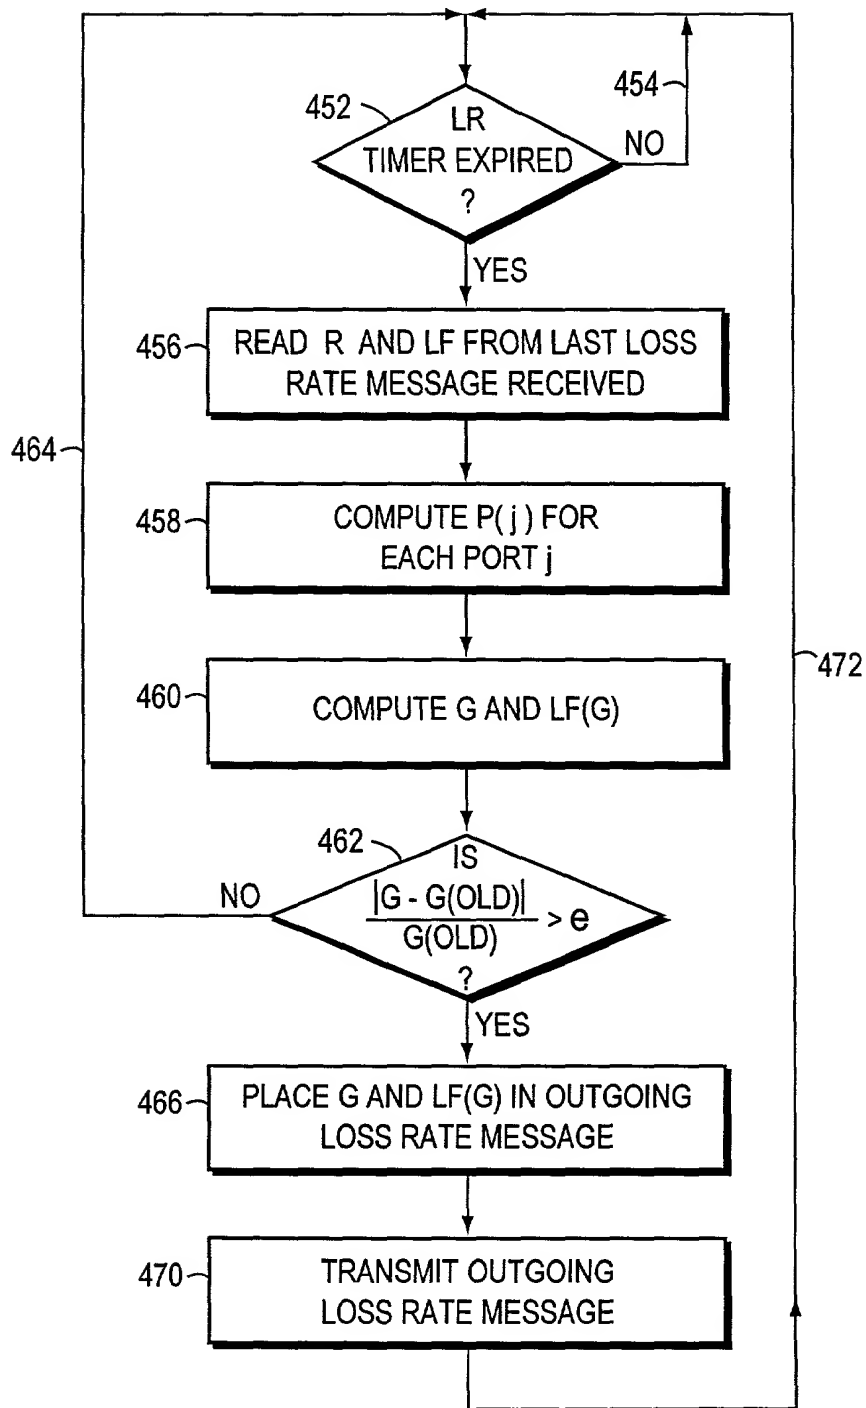 454
452
LR
TIMER EXPIRED
?
NO
YES
456
READ R AND LF FROM LAST LOSS
RATE MESSAGE RECEIVED
464
458
COMPUTE P( j ) FOR
EACH PORT j
472
460
COMPUTE G AND LF(G)
462
IS
NO
|G - G(OLD)|
G(OLD)
> e
?
YES
466
PLACE G AND LF(G) IN OUTGOING
LOSS RATE MESSAGE
470
TRANSMIT OUTGOING
LOSS RATE MESSAGE